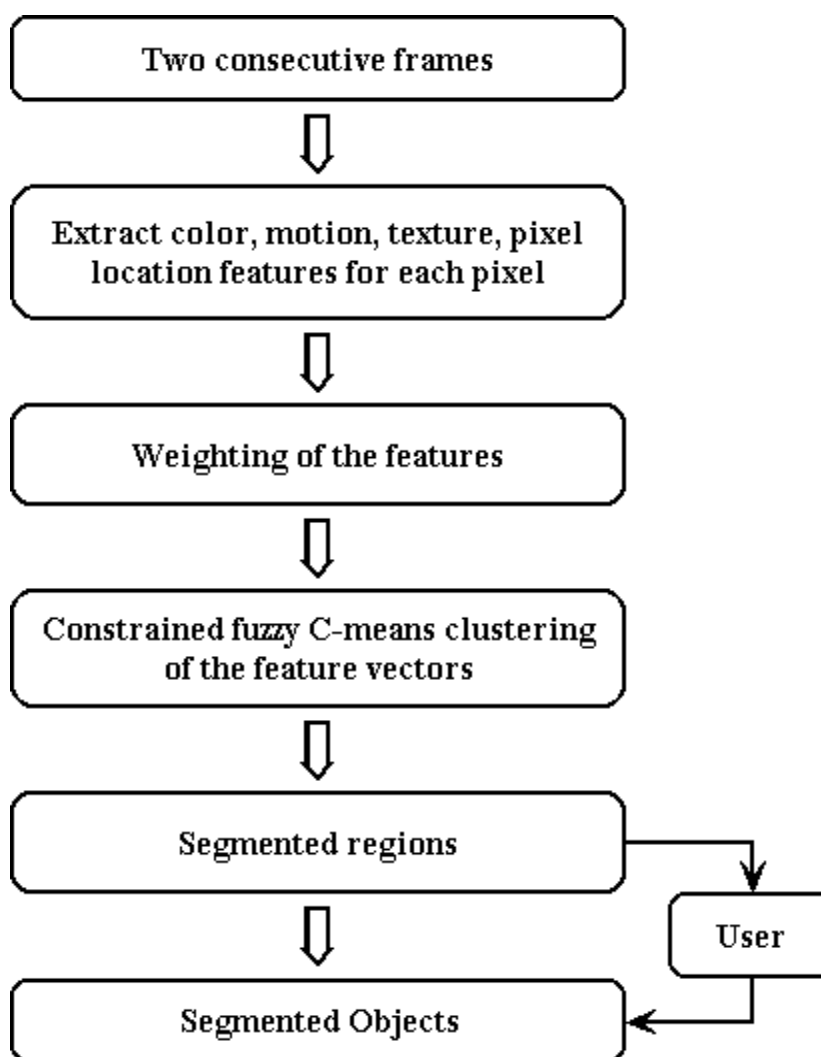 Two consecutive frames
Extract color, motion, texture, pixel
location features for each pixel
Weighting of the features
Constrained fuzzy C-means clustering
of the feature vectors
Segmented regions
User
Segmented Objects